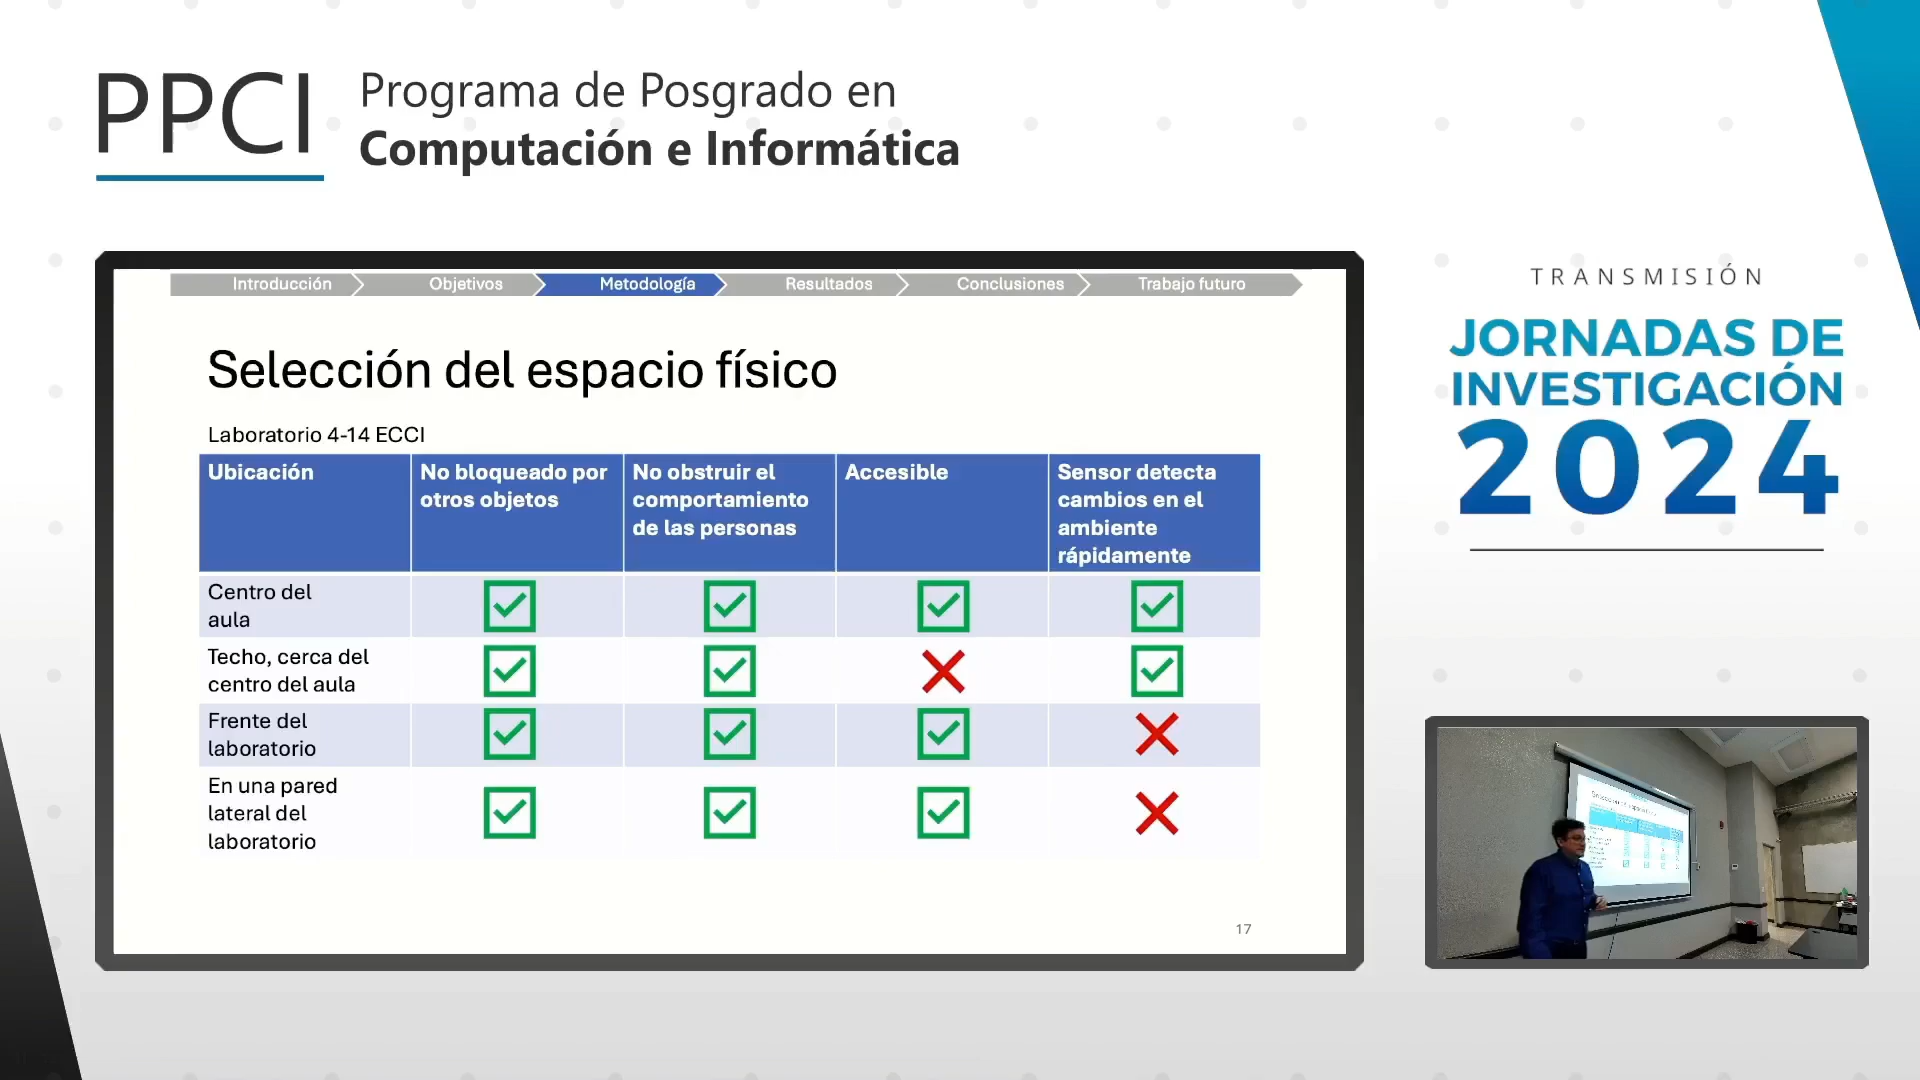 PPCI
Programa de Posgrado en
Computación e Informática
Introducción
Objetivos
Metodología
Resultados
Conclusiones
Trabajo futuro
Selección del espacio físico
Laboratorio 4-14 ECCI
Ubicación
No bloqueado por
otros objetos
No obstruir el
comportamiento
de las personas
Accesible
Sensor detecta
cambios en el
ambiente
rápidamente
Centro del
aula
Techo, cerca del
centro del aula
Frente del
laboratorio
En una pared
lateral del
laboratorio
17
TRANSMISIÓN
JORNADAS DE
INVESTIGACIÓN
2024